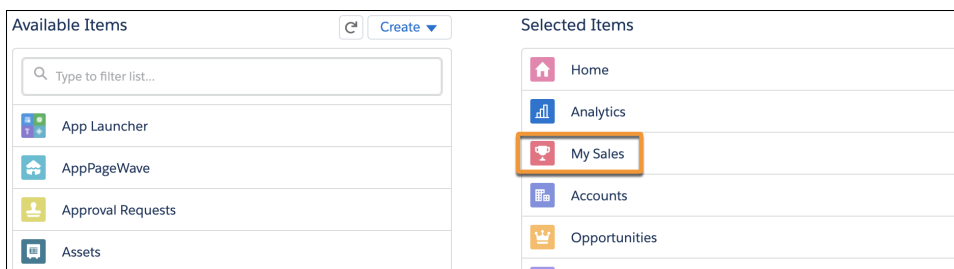 Available Items
Create
Type to filter list...
App Launcher
AppPageWave
Approval Requests
Assets
Selected Items
Home
Analytics
My Sales
Accounts
Opportunities